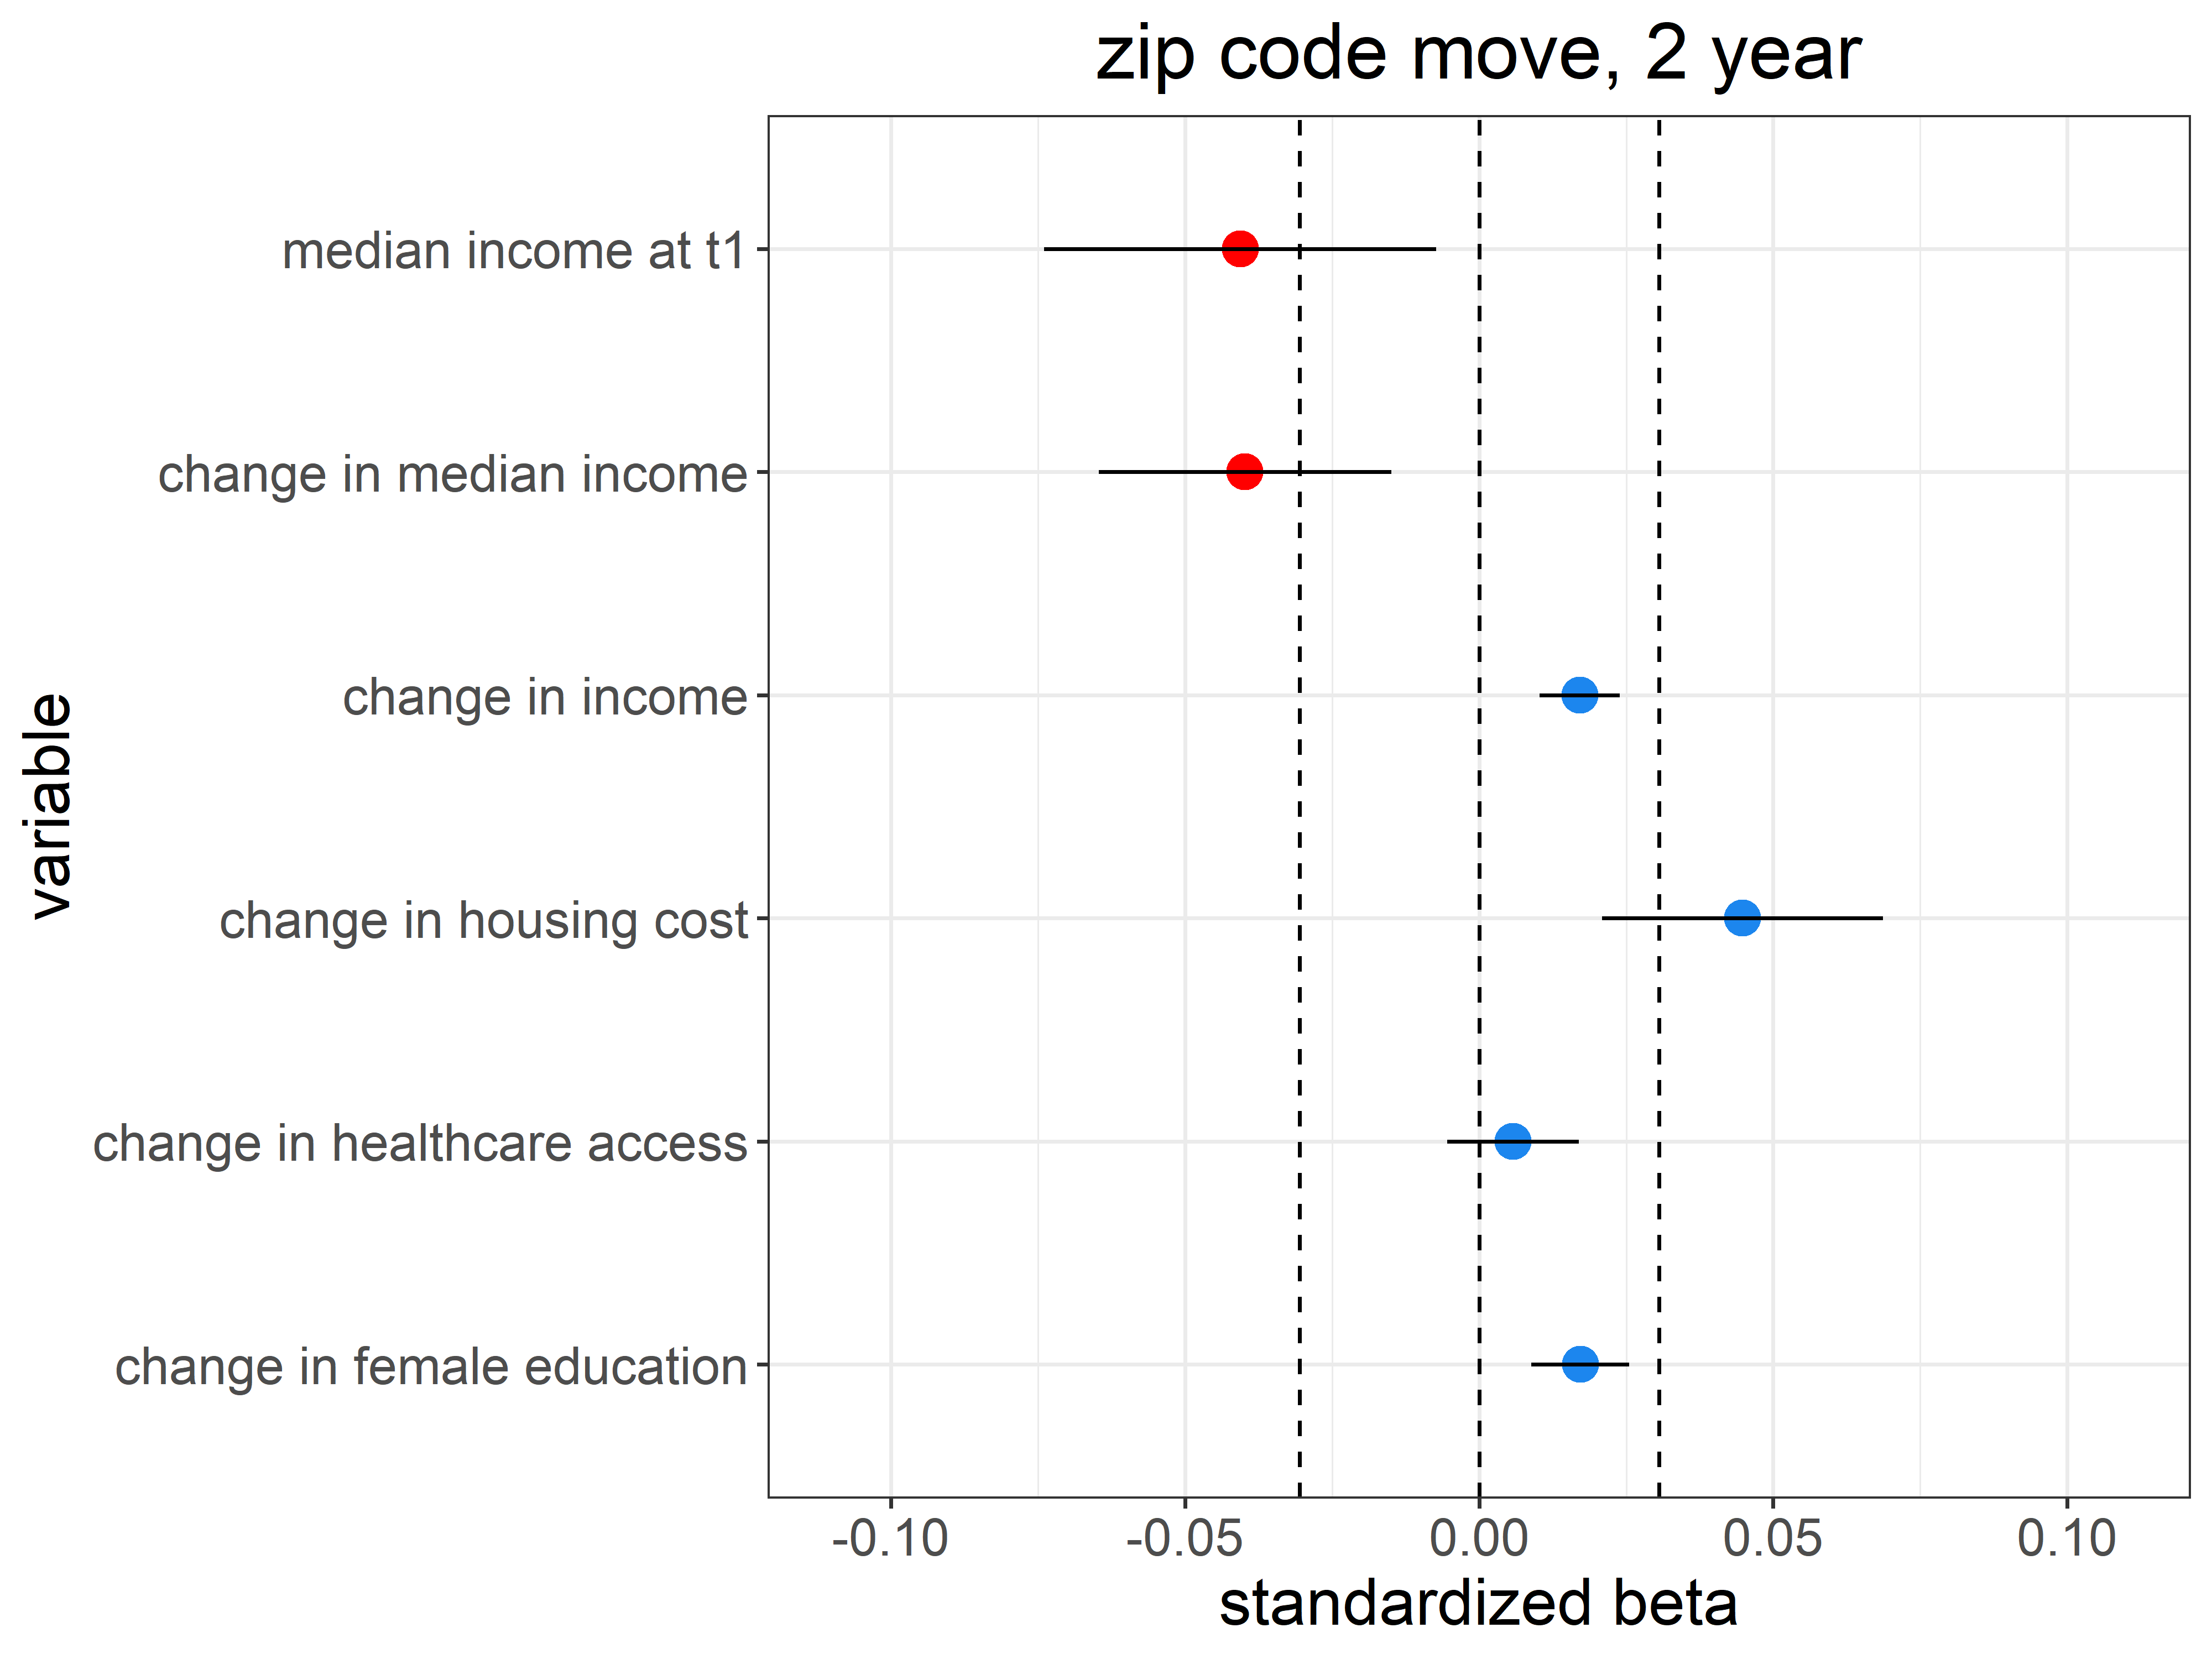 zip code move, 2 year
variable
median income at t1
change in median income
change in income
change in housing cost
change in healthcare access
change in female education
-0.10 -0.05 0.00 0.05 0.10
standardized beta